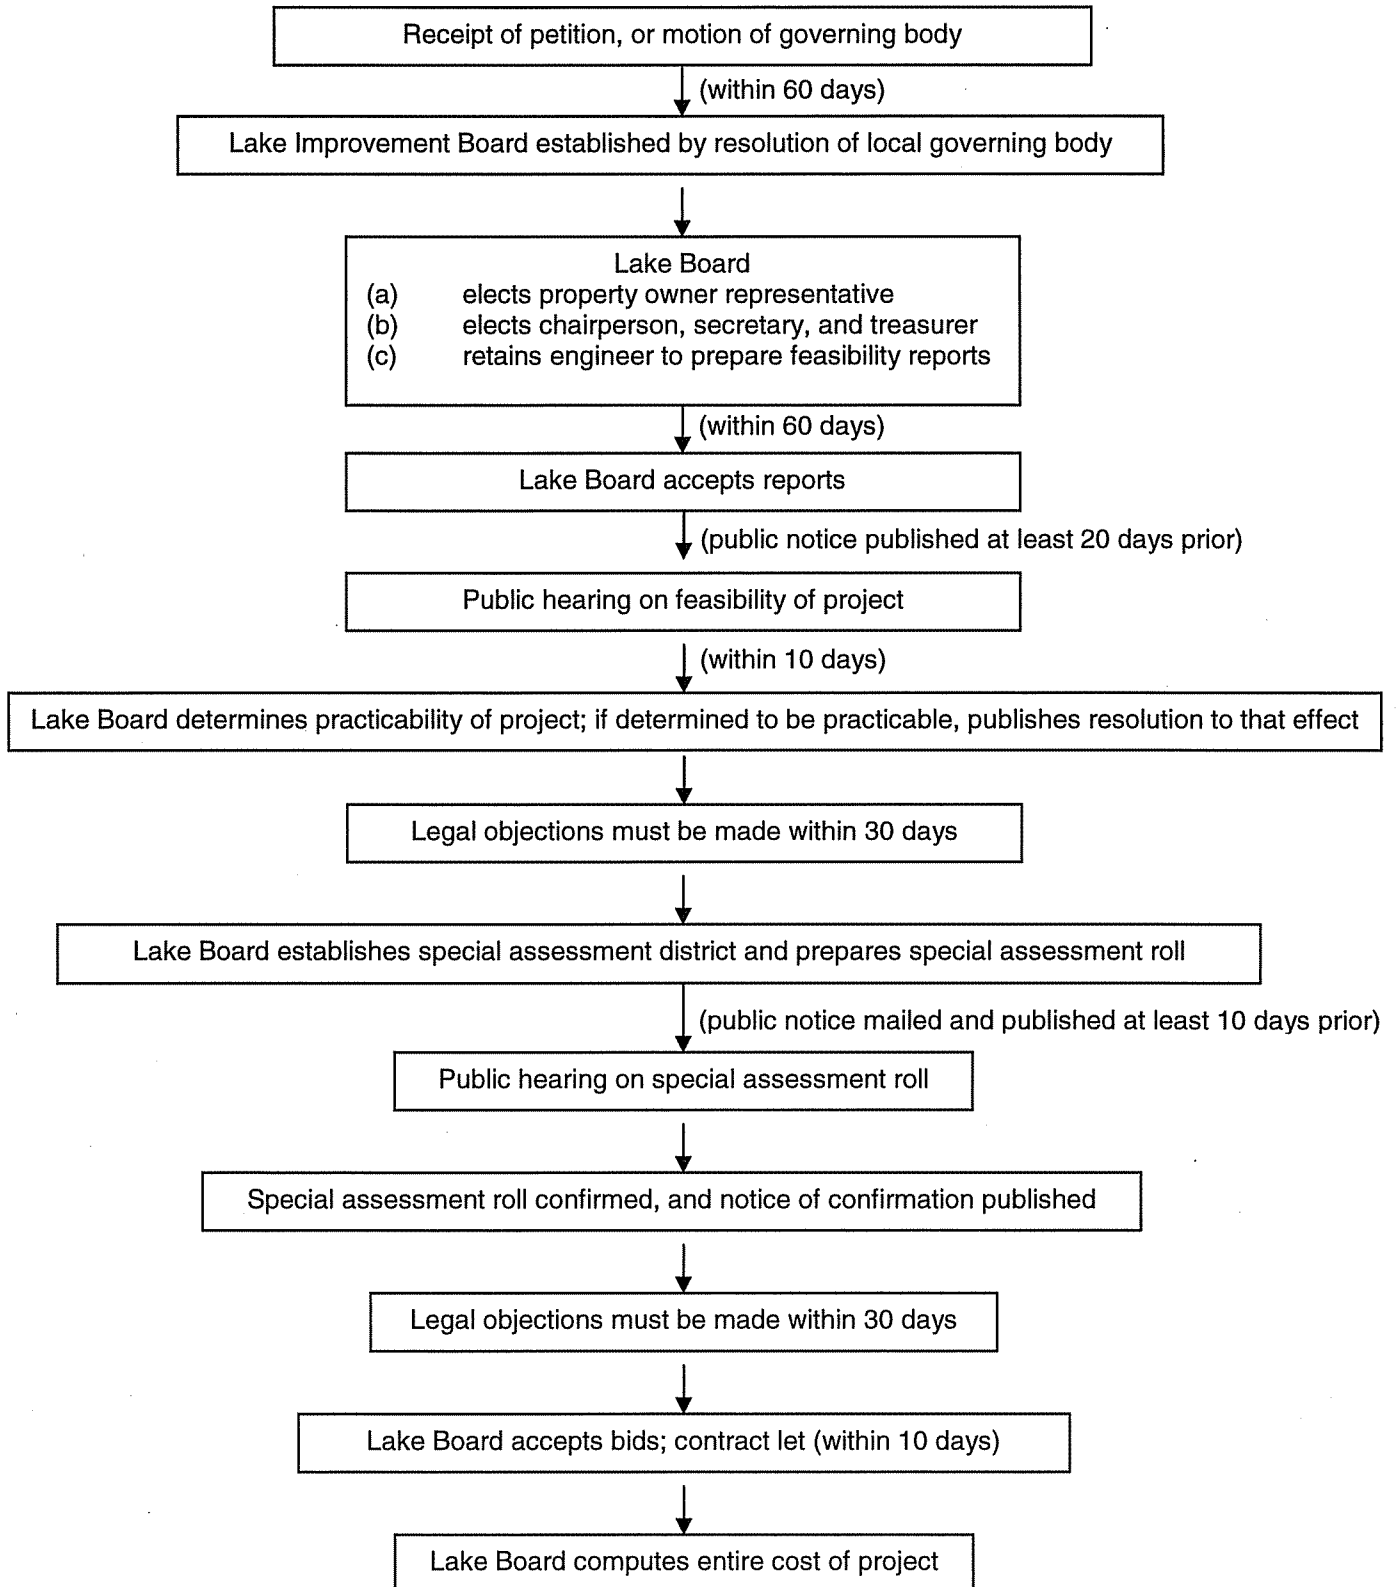 Receipt of petition, or motion of governing body
(within 60 days)
Lake Improvement Board established by resolution of local governing body
Lake Board
(a) elects property owner representative
(b) elects chairperson, secretary, and treasurer
(c) retains engineer to prepare feasibility reports
(within 60 days)
Lake Board accepts reports
(public notice published at least 20 days prior)
Public hearing on feasibility of project
(within 10 days)
Lake Board determines practicability of project; if determined to be practicable, publishes resolution to that effect
Legal objections must be made within 30 days
Lake Board establishes special assessment district and prepares special assessment roll
(public notice mailed and published at least 10 days prior)
Public hearing on special assessment roll
Special assessment roll confirmed, and notice of confirmation published
Legal objections must be made within 30 days
Lake Board accepts bids; contract let (within 10 days)
Lake Board computes entire cost of project